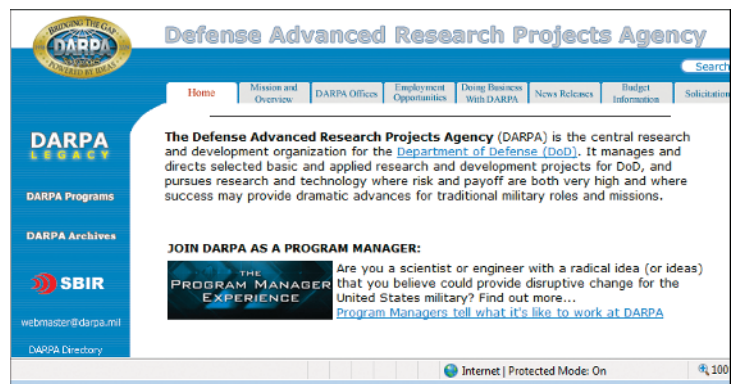 BRIDGING THE GAP
DARPA
POWERED BY IDEAS
Defense Advanced Research Projects Agency
Search
Home
Mission and
Overview
DARPA Offices
Employment
Opportunities
Doing Business
With DARPA
News Releases
Budget
Information
Solicitation
DARPA
LEGACY
DARPA Programs
DARPA Archives
SBIR
webmaster@darpa.mil
DARPA Directory
The Defense Advanced Research Projects Agency (DARPA) is the central research
and development organization for the Department of Defense (DoD). It manages and
directs selected basic and applied research and development projects for DoD, and
pursues research and technology where risk and payoff are both very high and where
success may provide dramatic advances for traditional military roles and missions.
JOIN DARPA AS A PROGRAM MANAGER:
THE
PROGRAM MANAGER
EXPERIENCE
Are you a scientist or engineer with a radical idea (or ideas)
that you believe could provide disruptive change for the
United States military? Find out more...
Program Managers tell what it's like to work at DARPA
Internet | Protected Mode: On
100